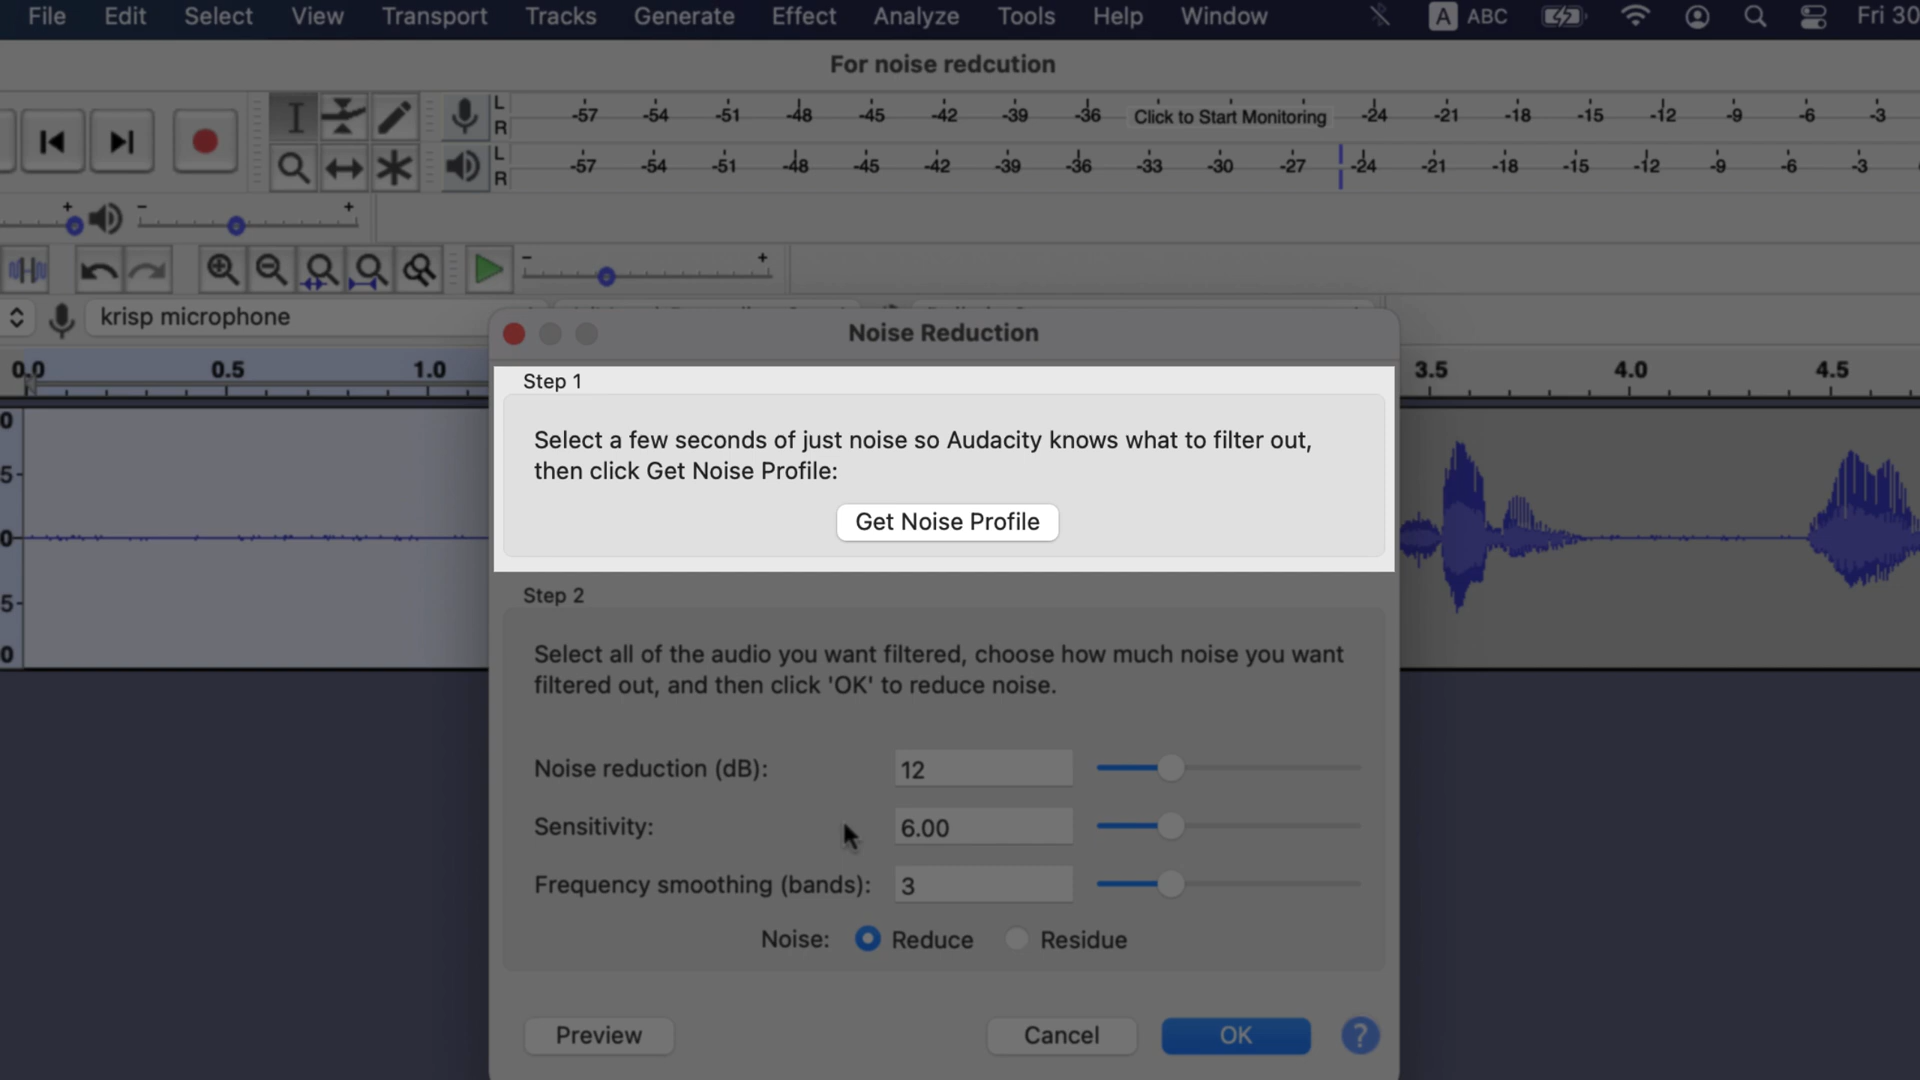 File Edit Select View Transport Tracks Generate Effect Analyze Tools Help Window A ABC Fri 30
For noise redcution
L -57 -54 -51 -48 -45 -42 -39 -36 Click to Start Monitoring -24 -21 -18 -15 -12 -9 -6 -3
R
L -57 -54 -51 -48 -45 -42 -39 -36 -33 -30 -27 -24 -21 -18 -15 -12 -9 -6 -3
R
+ - +
- +
krisp microphone
0.0 0.5 1.0 3.5 4.0 4.5
Noise Reduction
Step 1
Select a few seconds of just noise so Audacity knows what to filter out,
then click Get Noise Profile:
Get Noise Profile
0
5-
0-
5-
0
Step 2
Select all of the audio you want filtered, choose how much noise you want
filtered out, and then click 'OK' to reduce noise.
Noise reduction (dB): 12
Sensitivity: 6.00
Frequency smoothing (bands): 3
Noise: Reduce Residue
Preview Cancel OK ?